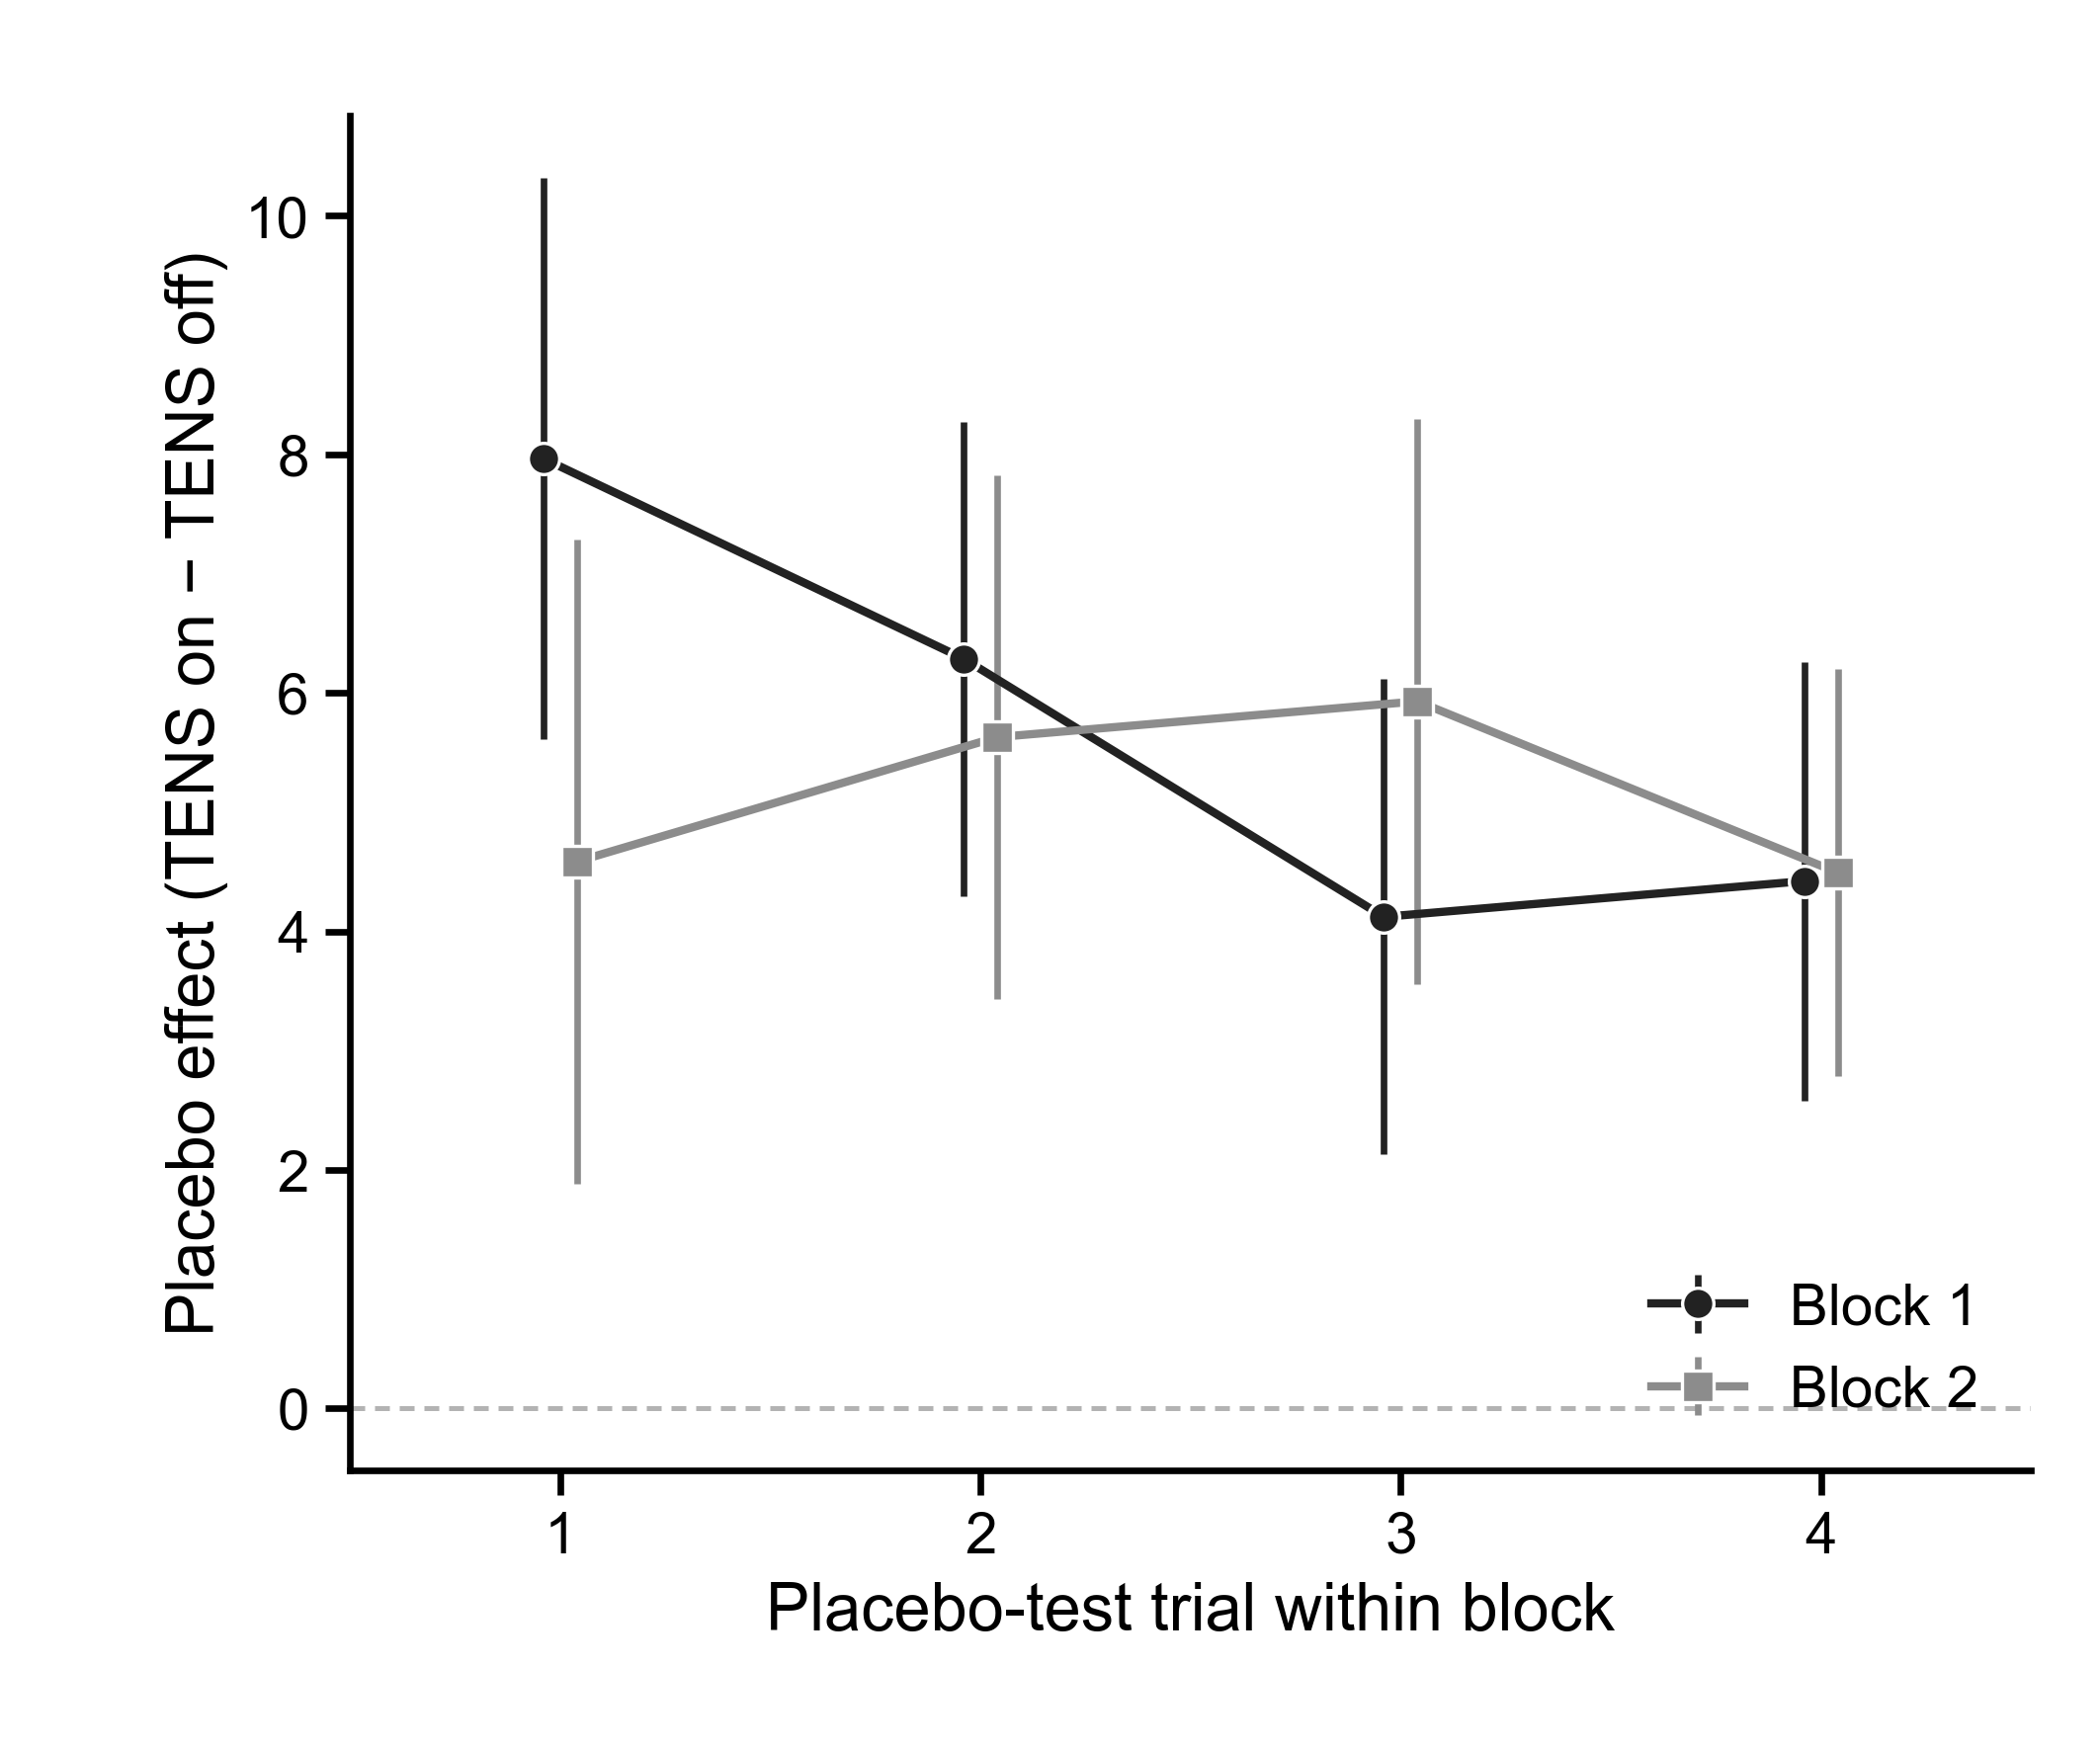 Placebo effect (TENS on − TENS off)
10
8
6
4
2
0
1 2 3 4
Placebo-test trial within block
Block 1
Block 2